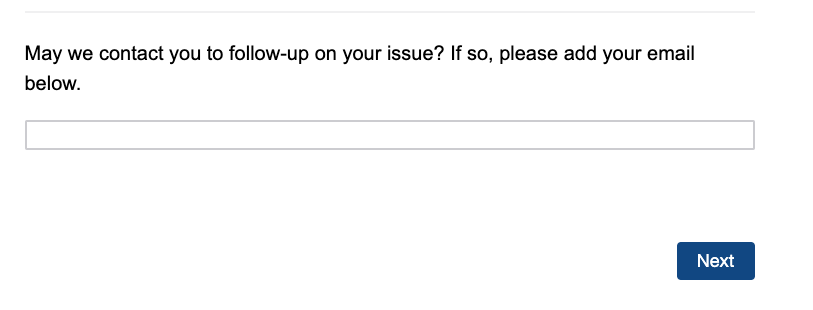 May we contact you to follow-up on your issue? If so, please add your email
below.
Next